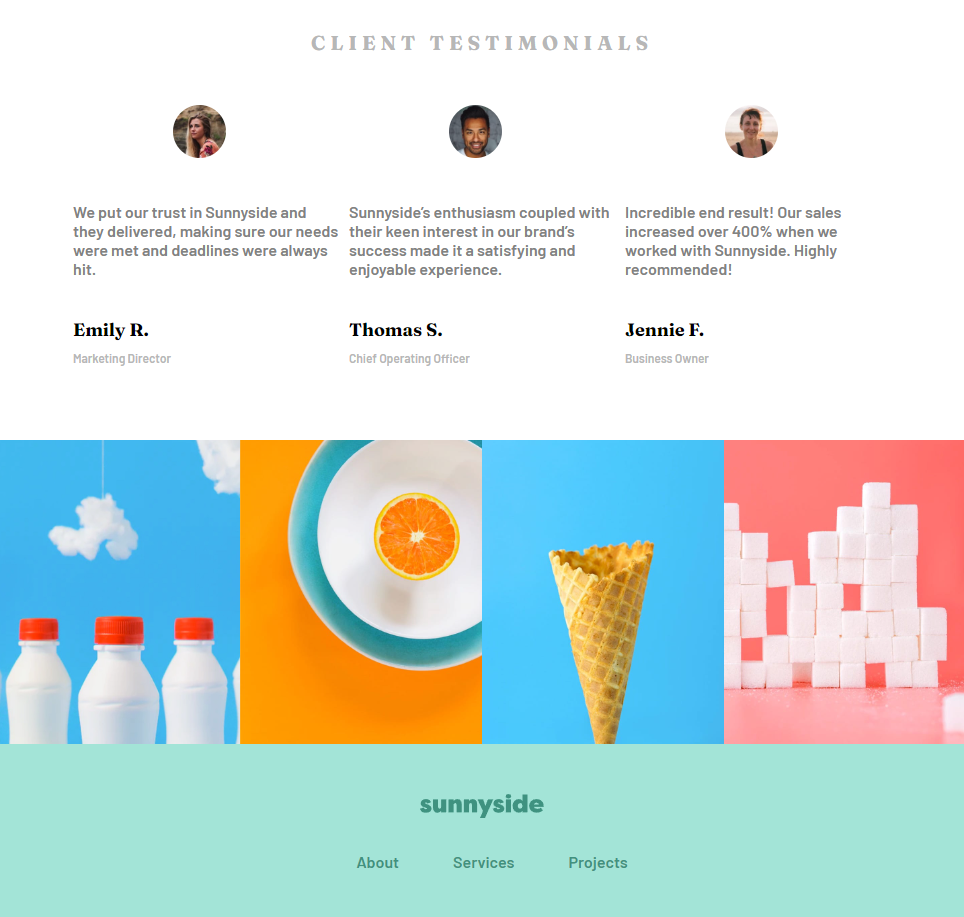 CLIENT TESTIMONIALS
We put our trust in Sunnyside and
they delivered, making sure our needs
were met and deadlines were always
hit.
Emily R.
Marketing Director
Sunnyside’s enthusiasm coupled with
their keen interest in our brand’s
success made it a satisfying and
enjoyable experience.
Thomas S.
Chief Operating Officer
Incredible end result! Our sales
increased over 400% when we
worked with Sunnyside. Highly
recommended!
Jennie F.
Business Owner
sunnyside
About Services Projects